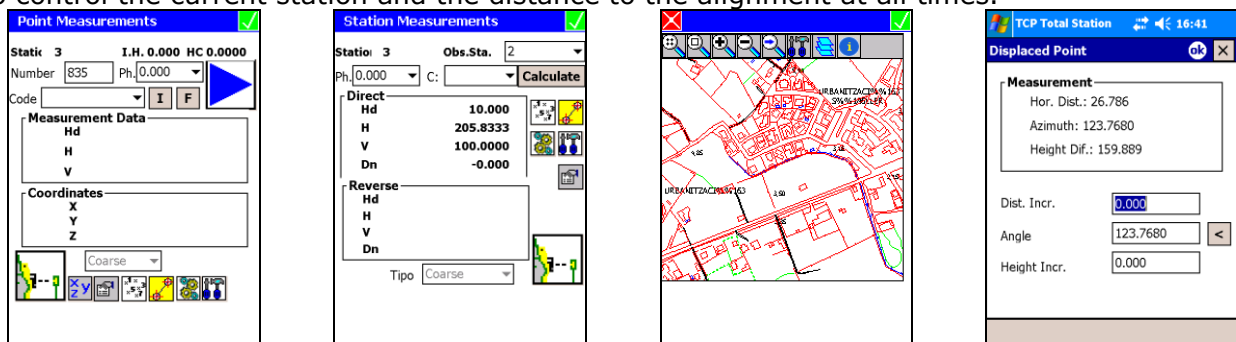 o control the current station and the distance to the alignment at all times.
Point Measurements
Static 3 I.H. 0.000 HC 0.0000
Number 835 Ph. 0.000
Code I F
Measurement Data
Hd
H
V
Coordinates
X
Y
Z
Coarse
Station Measurements
Statio 3 Obs.Sta. 2
Ph. 0.000 C: Calculate
Direct
Hd 10.000
H 205.8333
V 100.0000
Dn -0.000
Reverse
Hd
H
V
Dn
Tipo Coarse
TCP Total Station 16:41
Displaced Point ok
Measurement
Hor. Dist.: 26.786
Azimuth: 123.7680
Height Dif.: 159.889
Dist. Incr. 0.000
Angle 123.7680 <
Height Incr. 0.000